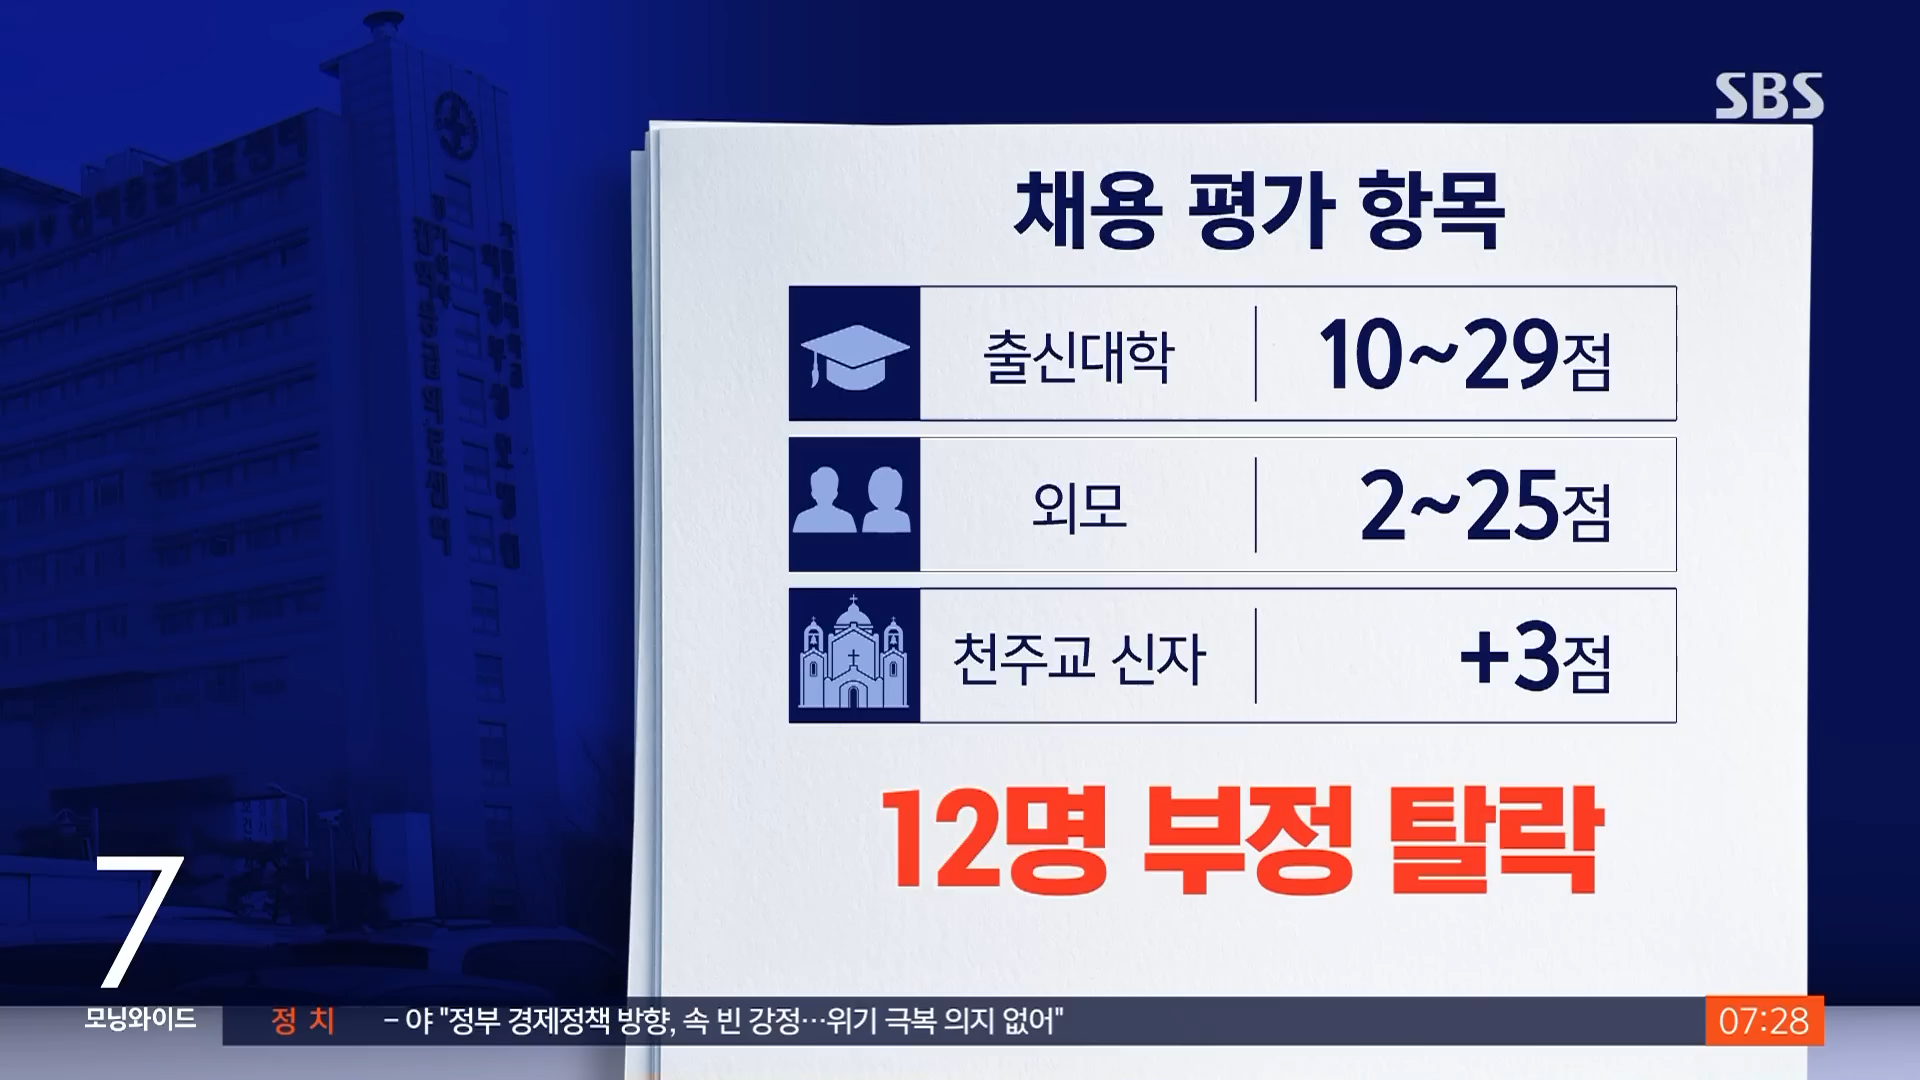 SBS
채용 평가 항목
출신대학 10~29점
외모 2~25점
천주교 신자 +3점
12명 부정 탈락
7
모닝와이드
정 치 – 야 "정부 경제정책 방향, 속 빈 강정…위기 극복 의지 없어"
07:28